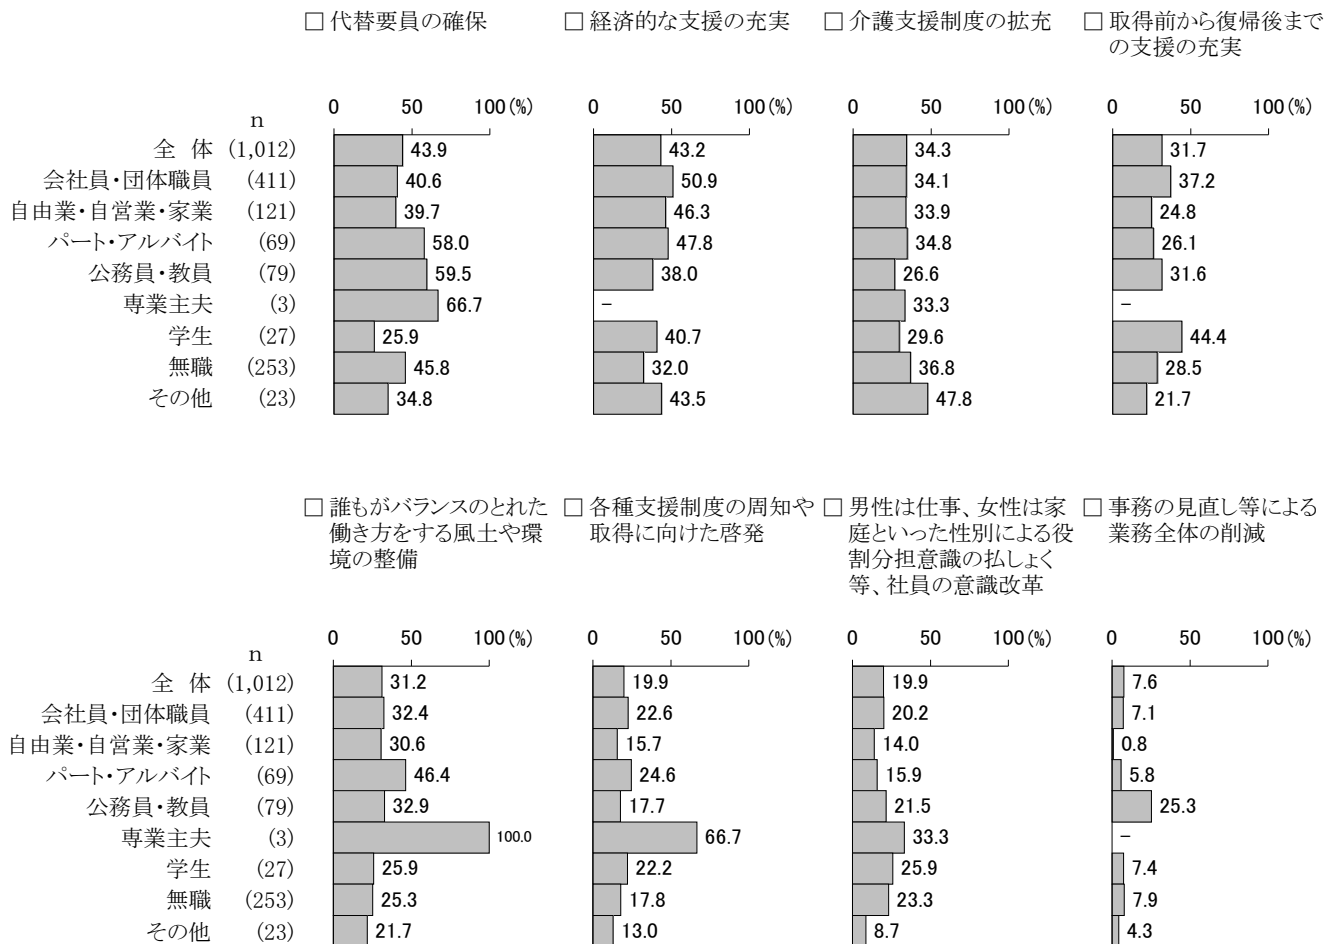 □ 代替要員の確保
□ 経済的な支援の充実
□ 介護支援制度の拡充
□ 取得前から復帰後まで
の支援の充実
0 50 100(%) 0 50 100(%) 0 50 100(%) 0 50 100(%)
n
全 体 (1,012) 43.9 43.2 34.3 31.7
会社員・団体職員 (411) 40.6 50.9 34.1 37.2
自由業・自営業・家業 (121) 39.7 46.3 33.9 24.8
パート・アルバイト (69) 58.0 47.8 34.8 26.1
公務員・教員 (79) 59.5 38.0 26.6 31.6
専業主夫 (3) 66.7 - 33.3 -
学生 (27) 25.9 40.7 29.6 44.4
無職 (253) 45.8 32.0 36.8 28.5
その他 (23) 34.8 43.5 47.8 21.7
□ 誰もがバランスのとれた
働き方をする風土や環
境の整備
□ 各種支援制度の周知や
取得に向けた啓発
□ 男性は仕事、女性は家
庭といった性別による役
割分担意識の払しょく
等、社員の意識改革
□ 事務の見直し等による
業務全体の削減
0 50 100(%) 0 50 100(%) 0 50 100(%) 0 50 100(%)
n
全 体 (1,012) 31.2 19.9 19.9 7.6
会社員・団体職員 (411) 32.4 22.6 20.2 7.1
自由業・自営業・家業 (121) 30.6 15.7 14.0 0.8
パート・アルバイト (69) 46.4 24.6 15.9 5.8
公務員・教員 (79) 32.9 17.7 21.5 25.3
専業主夫 (3) 100.0 66.7 33.3 -
学生 (27) 25.9 22.2 25.9 7.4
無職 (253) 25.3 17.8 23.3 7.9
その他 (23) 21.7 13.0 8.7 4.3